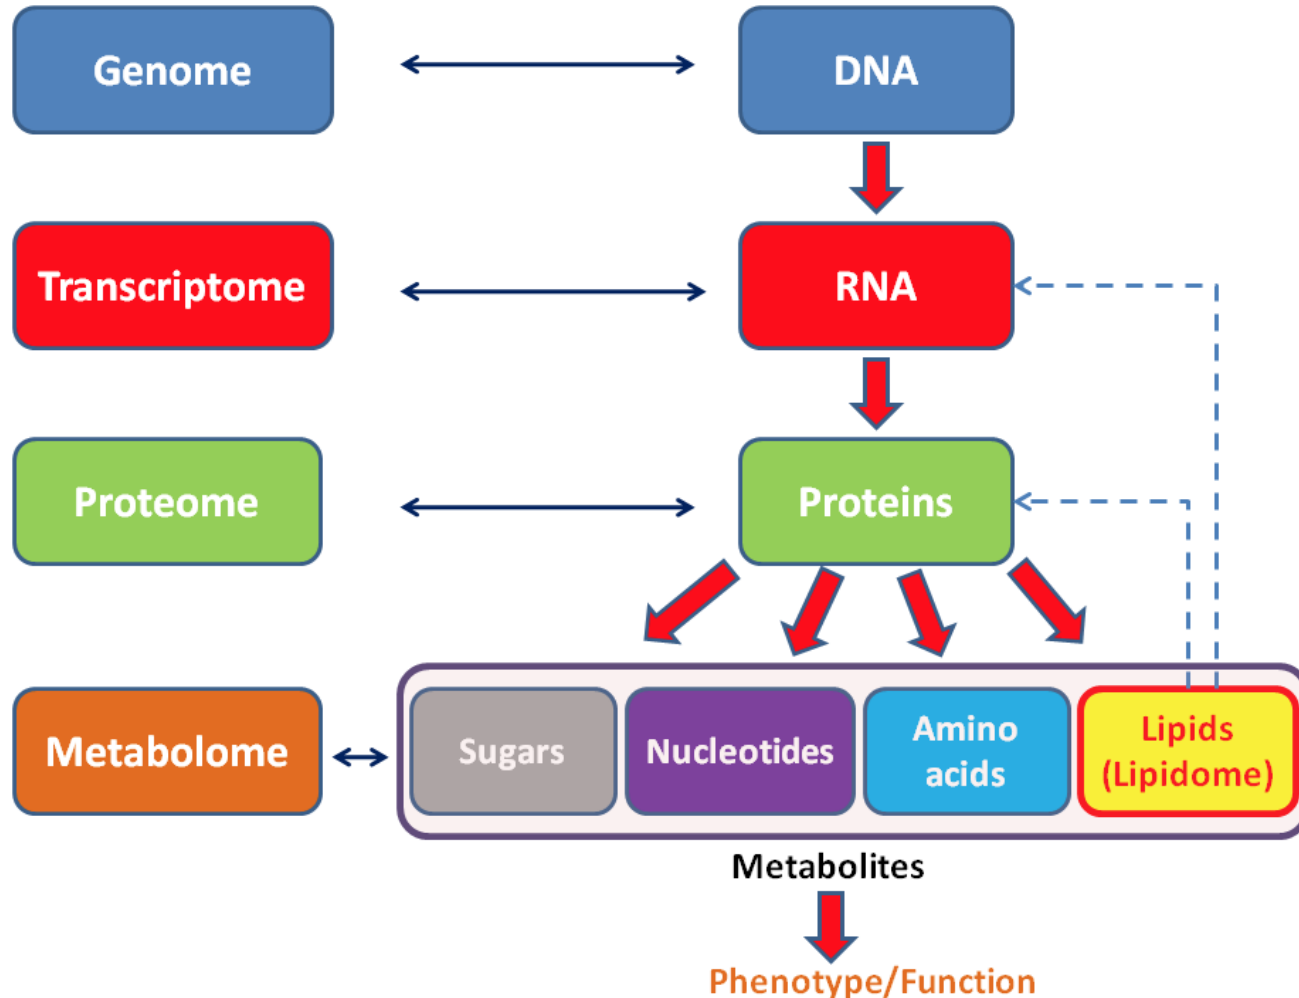 Genome
DNA
Transcriptome
RNA
Proteome
Proteins
Metabolome
Sugars
Nucleotides
Amino
acids
Lipids
(Lipidome)
Metabolites
Phenotype/Function